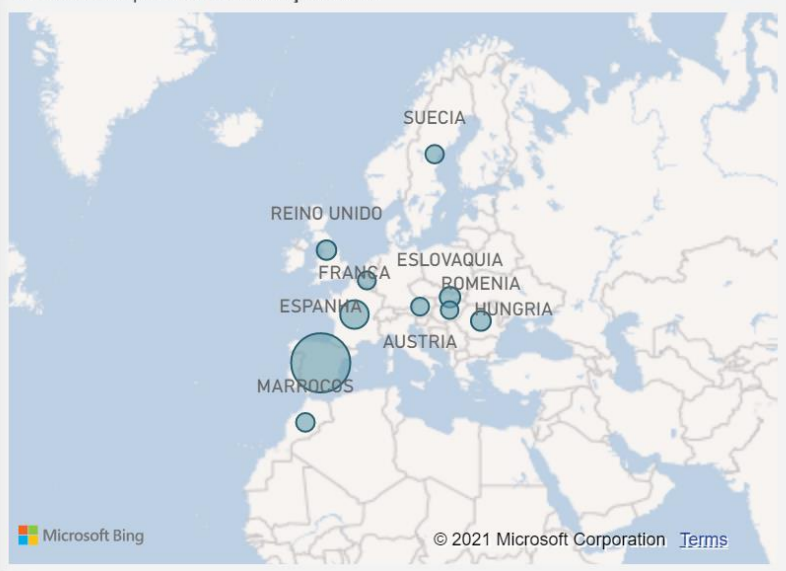 SUECIA
REINO UNIDO
ESLOVAQUIA
FRANÇA
ROMENIA
ESPANHA
HUNGRIA
AUSTRIA
MARROCOS
Microsoft Bing
© 2021 Microsoft Corporation Terms